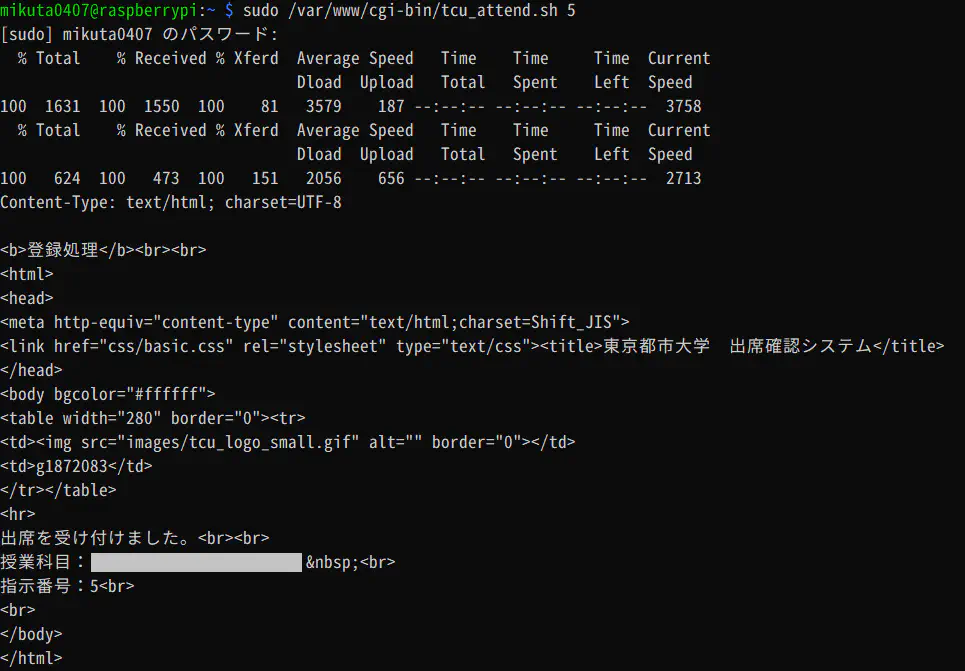 mikuta0407@raspberrypi:~ $ sudo /var/www/cgi-bin/tcu_attend.sh 5
[sudo] mikuta0407 のパスワード:
  % Total    % Received % Xferd  Average Speed   Time    Time     Time  Current
                                 Dload  Upload   Total   Spent    Left  Speed
100  1631  100  1550  100    81   3579    187 --:--:-- --:--:-- --:--:--  3758
  % Total    % Received % Xferd  Average Speed   Time    Time     Time  Current
                                 Dload  Upload   Total   Spent    Left  Speed
100   624  100   473  100   151   2056    656 --:--:-- --:--:-- --:--:--  2713
Content-Type: text/html; charset=UTF-8

<b>登録処理</b><br><br>
<html>
<head>
<meta http-equiv="content-type" content="text/html;charset=Shift_JIS">
<link href="css/basic.css" rel="stylesheet" type="text/css"><title>東京都市大学　出席確認システム</title>
</head>
<body bgcolor="#ffffff">
<table width="280" border="0"><tr>
<td><img src="images/tcu_logo_small.gif" alt="" border="0"></td>
<td>g1872083</td>
</tr></table>
<hr>
出席を受け付けました。<br><br>
授業科目： &nbsp;<br>
指示番号：5<br>
<br>
</body>
</html>